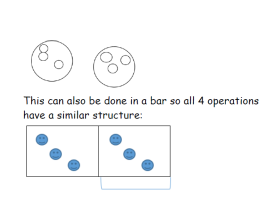 This can also be done in a bar so all 4 operations
have a similar structure: